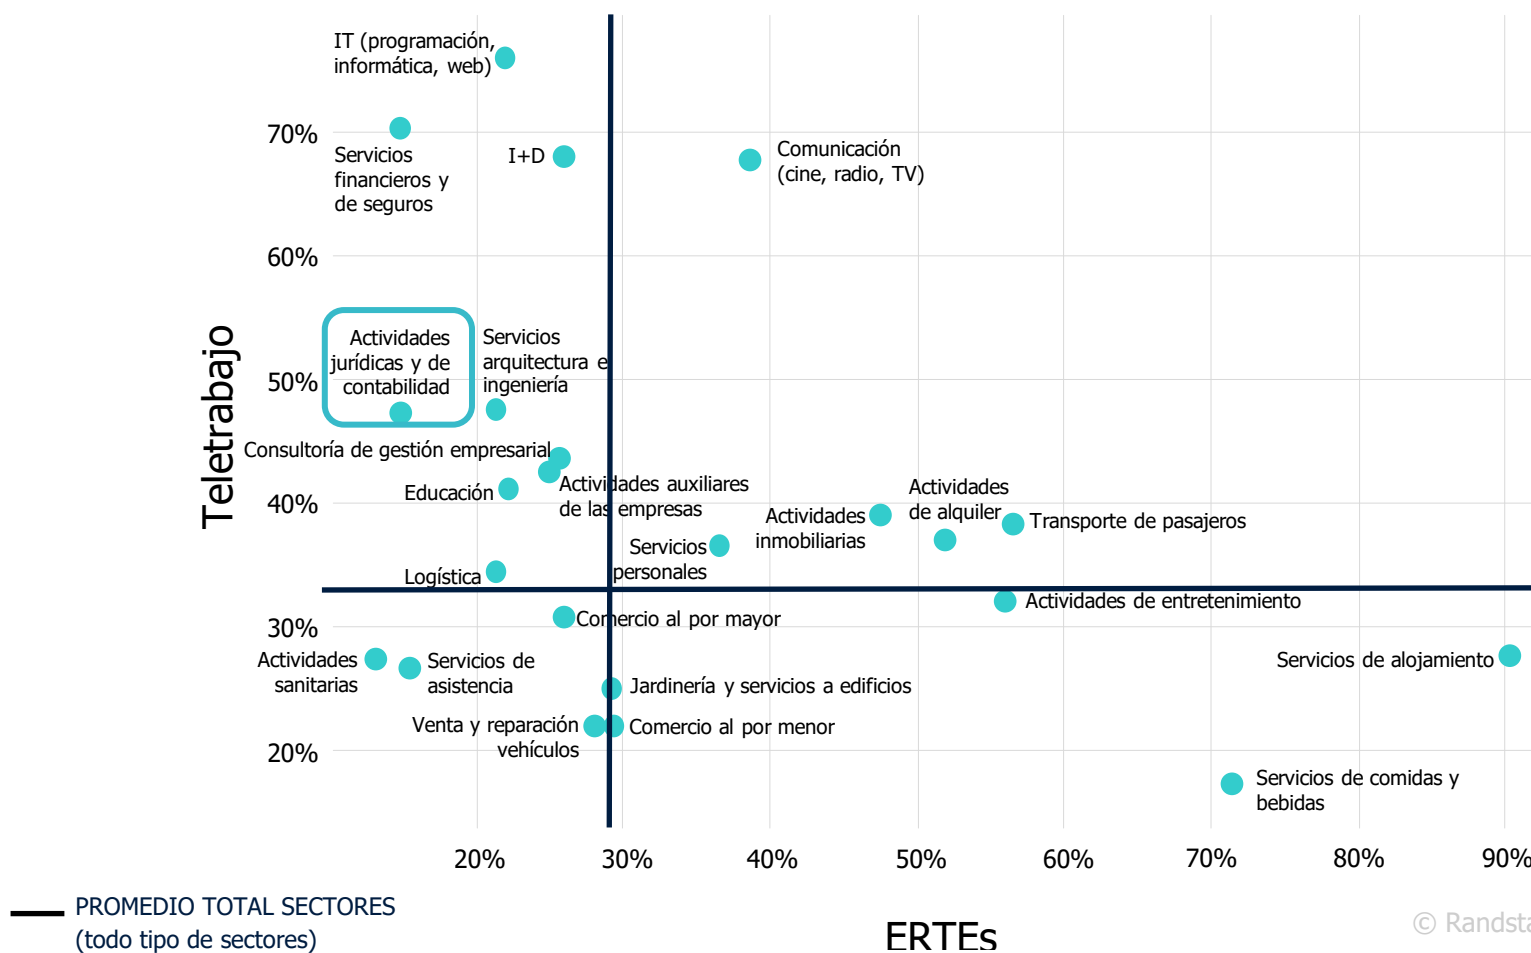 IT (programación,
informática, web)
70%
Servicios
financieros y
de seguros
I+D
Comunicación
(cine, radio, TV)
60%
Teletrabajo
Actividades
jurídicas y de
contabilidad
Servicios
arquitectura e
ingeniería
50%
Consultoría de gestión empresarial
Educación
Actividades auxiliares
de las empresas
40%
Actividades
inmobiliarias
Actividades
de alquiler
Transporte de pasajeros
Servicios
personales
Logística
Actividades de entretenimiento
Comercio al por mayor
30%
Actividades
sanitarias
Servicios de
asistencia
Servicios de alojamiento
Jardinería y servicios a edificios
Venta y reparación
vehículos
Comercio al por menor
20%
Servicios de comidas y
bebidas
20%
30%
40%
50%
60%
70%
80%
90%
PROMEDIO TOTAL SECTORES
(todo tipo de sectores)
ERTEs
© Randsta